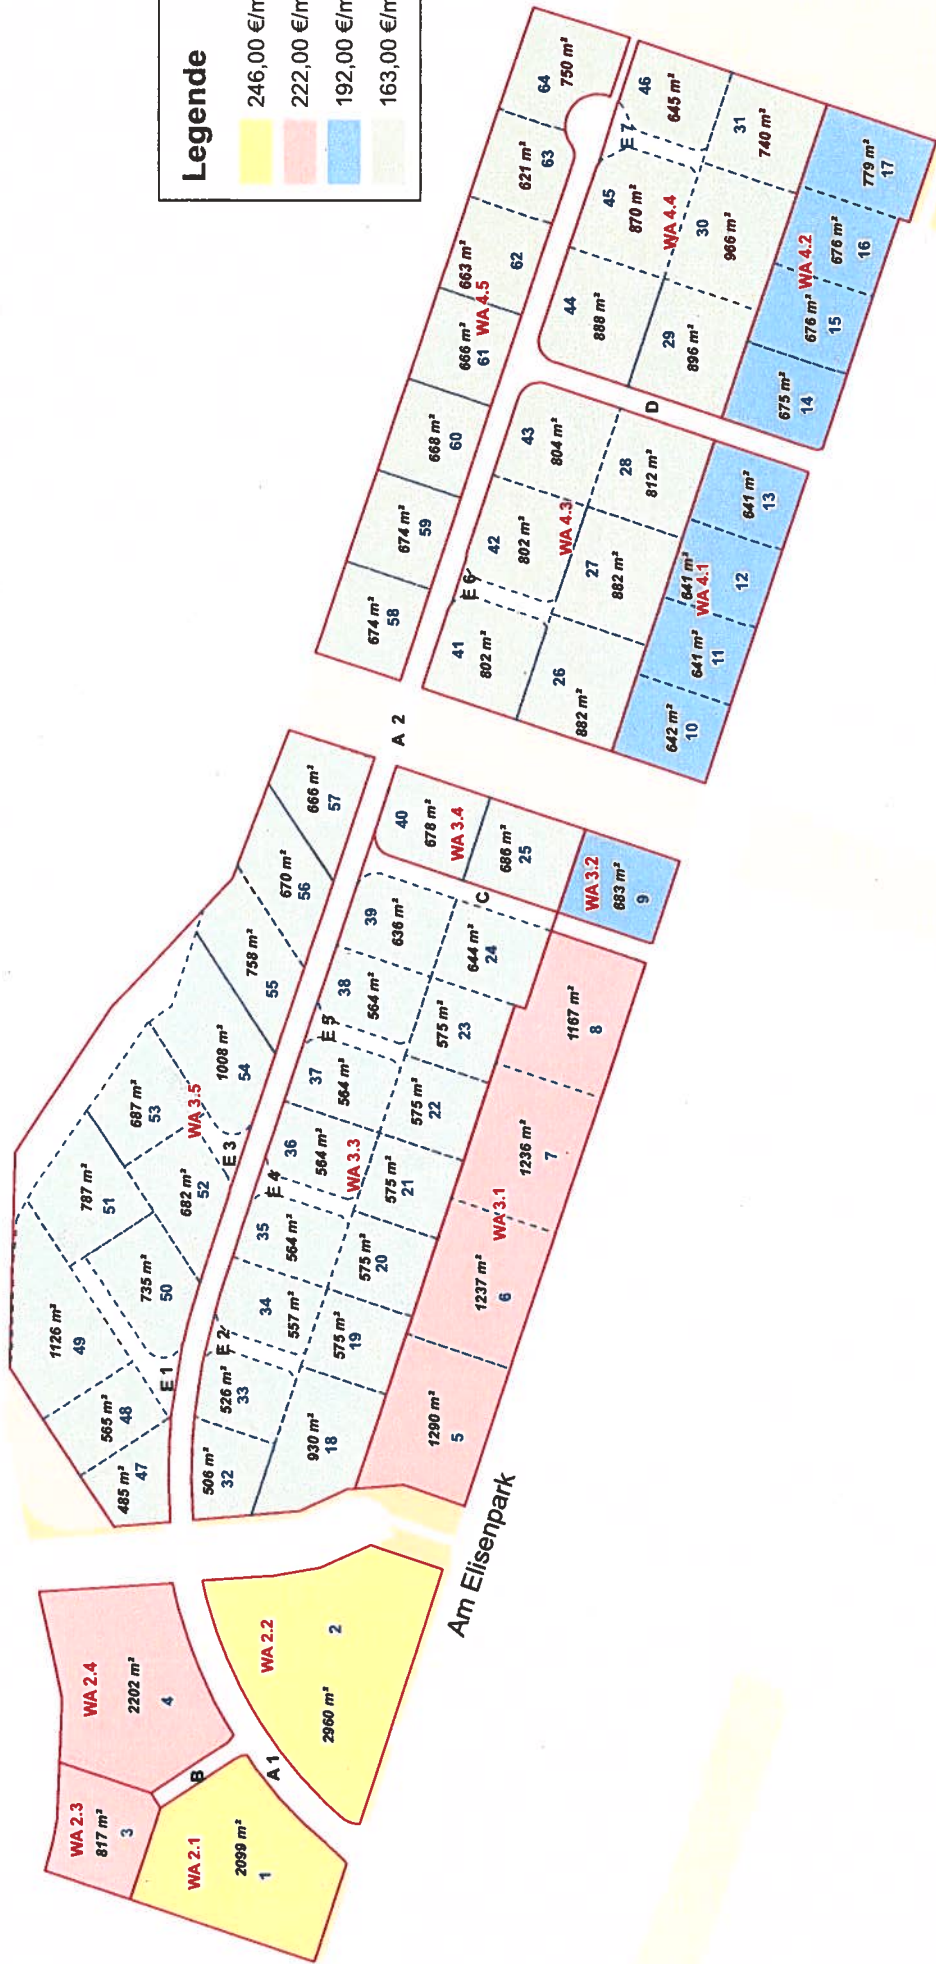 Legende
246,00 €/m
222,00 €/m
192,00 €/m
163,00 €/m
64
750 m²
621 m²
63
663 m²
62
666 m²
61
WA 4.5
668 m²
60
674 m²
59
674 m²
58
46
645 m²
E 7
45
870 m²
WA 4.4
44
888 m²
31
740 m²
30
966 m²
29
896 m²
779 m²
17
676 m²
16
WA 4.2
676 m²
15
675 m²
14
D
43
804 m²
42
802 m²
WA 4.3
E 6
41
802 m²
28
812 m²
27
882 m²
26
882 m²
641 m²
13
641 m²
12
WA 4.1
641 m²
11
642 m²
10
A 2
666 m²
57
670 m²
56
758 m²
55
1008 m²
54
687 m²
53
WA 3.5
682 m²
52
787 m²
51
735 m²
50
1126 m²
49
565 m²
48
485 m²
47
E 1
E 3
40
678 m²
WA 3.4
686 m²
25
WA 3.2
683 m²
9
C
39
636 m²
38
564 m²
E 5
37
564 m²
36
564 m²
WA 3.3
E 4
35
564 m²
34
557 m²
E 2
526 m²
33
506 m²
32
644 m²
24
575 m²
23
575 m²
22
575 m²
21
575 m²
20
575 m²
19
930 m²
18
1167 m²
8
1236 m²
7
WA 3.1
1237 m²
6
1290 m²
5
Am Elisenpark
WA 2.4
2202 m²
4
WA 2.2
2
2960 m²
WA 2.3
817 m²
3
B
A 1
WA 2.1
2099 m²
1